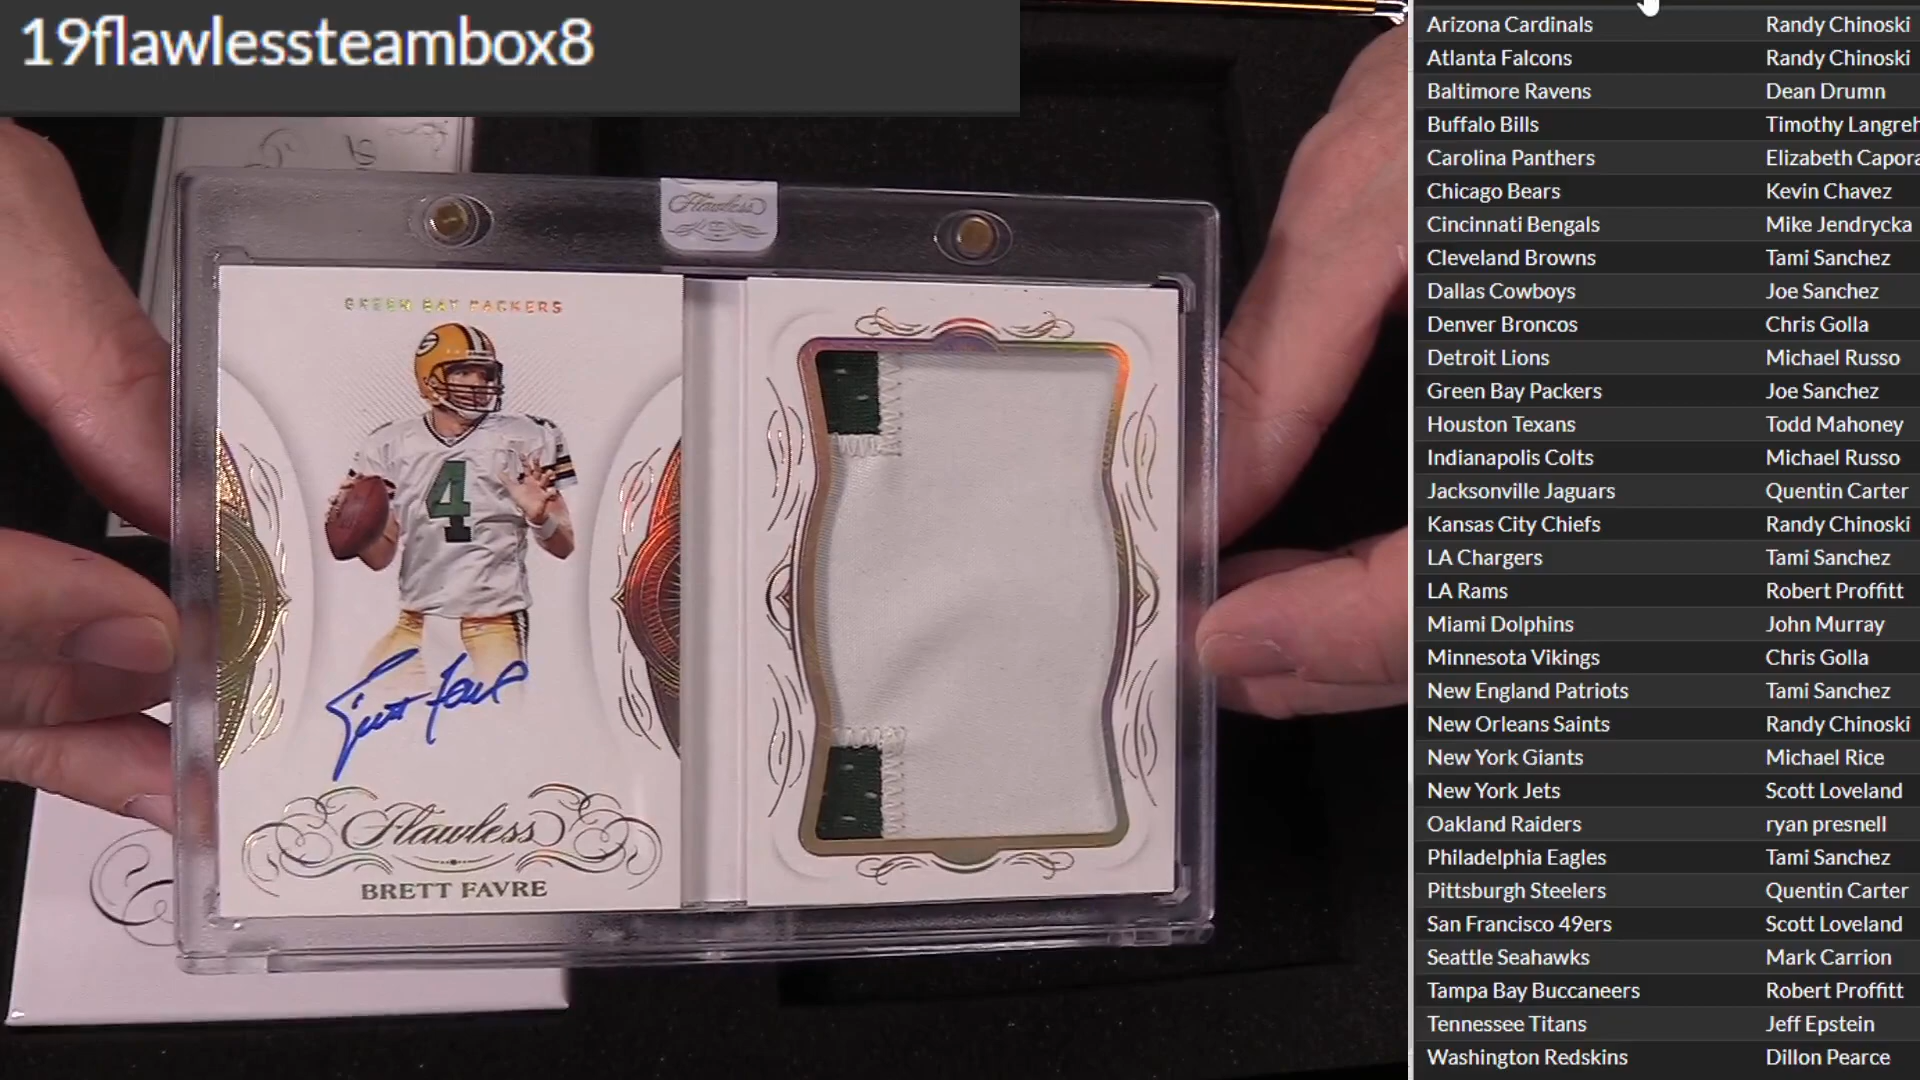 19flawlessteambox8
Flawless
GREEN BAY PACKERS
4
Brett Favre
Flawless
BRETT FAVRE
Arizona Cardinals Randy Chinoski
Atlanta Falcons Randy Chinoski
Baltimore Ravens Dean Drumn
Buffalo Bills Timothy Langreh
Carolina Panthers Elizabeth Capora
Chicago Bears Kevin Chavez
Cincinnati Bengals Mike Jendrycka
Cleveland Browns Tami Sanchez
Dallas Cowboys Joe Sanchez
Denver Broncos Chris Golla
Detroit Lions Michael Russo
Green Bay Packers Joe Sanchez
Houston Texans Todd Mahoney
Indianapolis Colts Michael Russo
Jacksonville Jaguars Quentin Carter
Kansas City Chiefs Randy Chinoski
LA Chargers Tami Sanchez
LA Rams Robert Proffitt
Miami Dolphins John Murray
Minnesota Vikings Chris Golla
New England Patriots Tami Sanchez
New Orleans Saints Randy Chinoski
New York Giants Michael Rice
New York Jets Scott Loveland
Oakland Raiders ryan presnell
Philadelphia Eagles Tami Sanchez
Pittsburgh Steelers Quentin Carter
San Francisco 49ers Scott Loveland
Seattle Seahawks Mark Carrion
Tampa Bay Buccaneers Robert Proffitt
Tennessee Titans Jeff Epstein
Washington Redskins Dillon Pearce